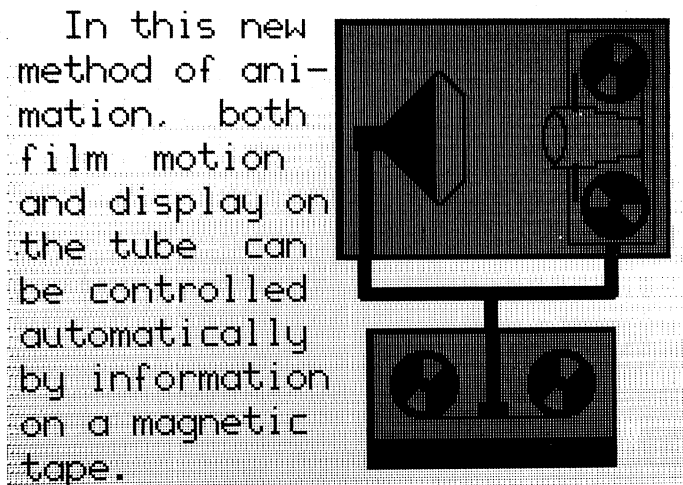 In this new
method of ani-
mation. both
film motion
and display on
the tube can
be controlled
automatically
by information
on a magnetic
tape.